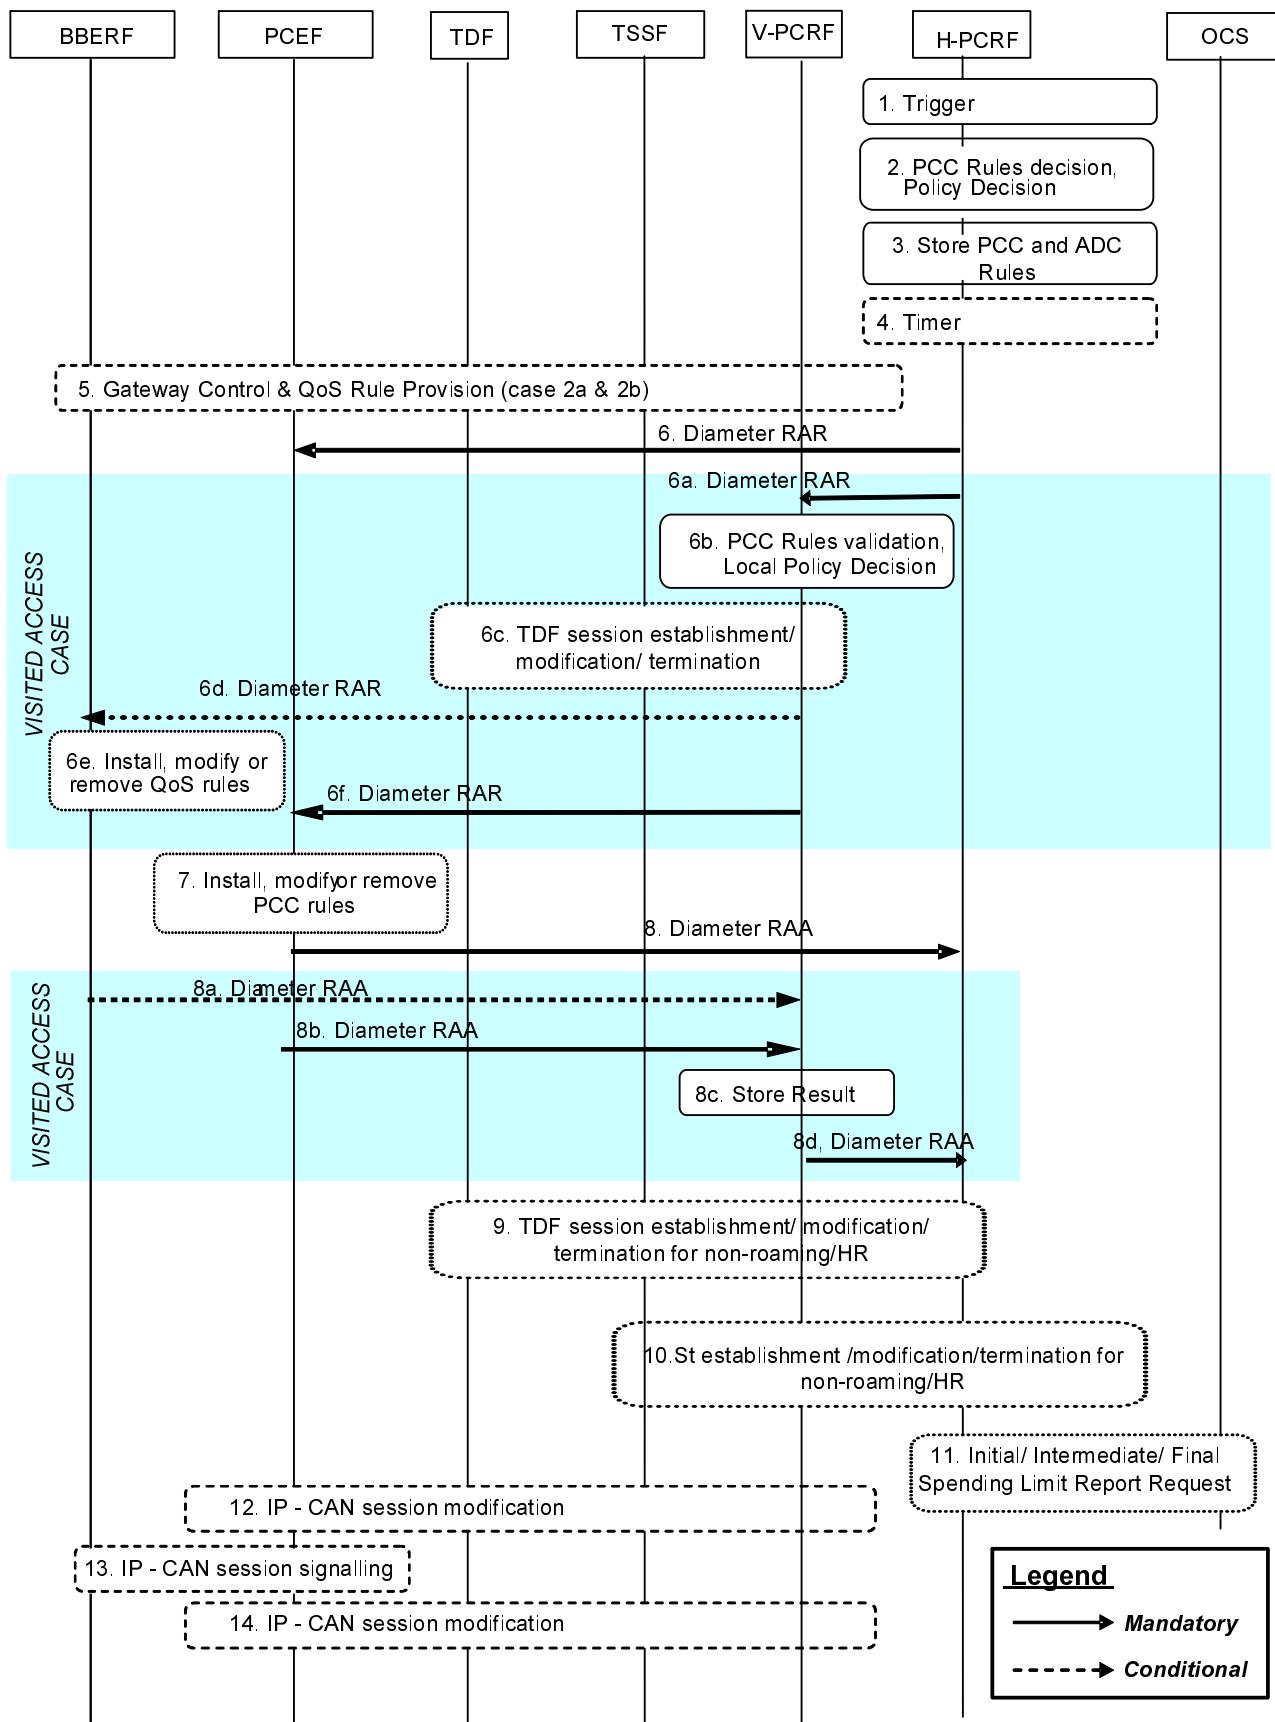 BBERF
PCEF
TDF
TSSF
V-PCRF
H-PCRF
OCS
1. Trigger
2. PCC Rules decision,
Policy Decision
3. Store PCC and ADC
Rules
4. Timer
5. Gateway Control & QoS Rule Provision (case 2a & 2b)
6. Diameter RAR
6a. Diameter RAR
6b. PCC Rules validation,
Local Policy Decision
VISITED ACCESS
CASE
6c. TDF session establishment/
modification/ termination
6d. Diameter RAR
6e. Install, modify or
remove QoS rules
6f. Diameter RAR
7. Install, modify or remove
PCC rules
8. Diameter RAA
VISITED ACCESS
CASE
8a. Diameter RAA
8b. Diameter RAA
8c. Store Result
8d, Diameter RAA
9. TDF session establishment/ modification/
termination for non-roaming/HR
10.St establishment /modification/termination for
non-roaming/HR
11. Initial/ Intermediate/ Final
Spending Limit Report Request
12. IP - CAN session modification
13. IP - CAN session signalling
14. IP - CAN session modification
Legend
Mandatory
Conditional